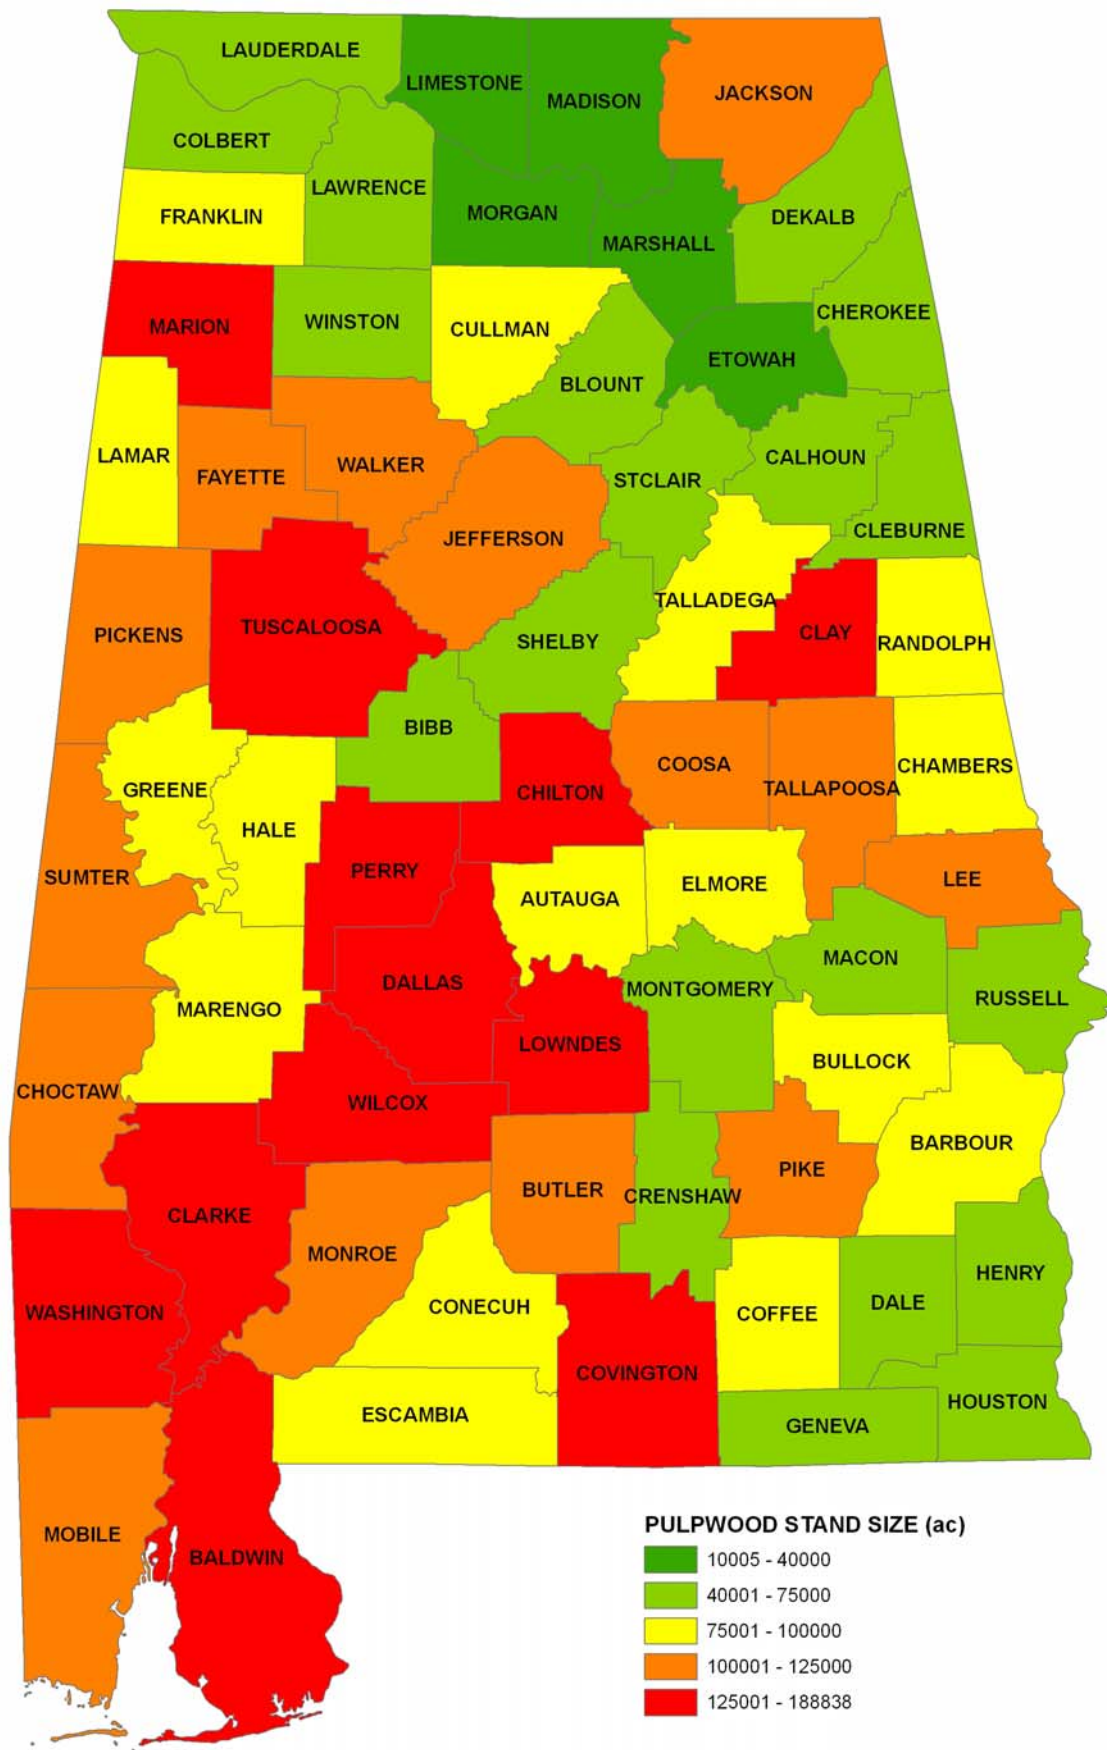 LAUDERDALE
LIMESTONE
MADISON
JACKSON
COLBERT
LAWRENCE
FRANKLIN
MORGAN
DEKALB
MARSHALL
CHEROKEE
MARION
WINSTON
CULLMAN
ETOWAH
BLOUNT
LAMAR
FAYETTE
WALKER
CALHOUN
STCLAIR
CLEBURNE
JEFFERSON
TALLADEGA
PICKENS
TUSCALOOSA
SHELBY
CLAY
RANDOLPH
BIBB
COOSA
CHAMBERS
GREENE
CHILTON
TALLAPOOSA
HALE
SUMTER
PERRY
AUTAUGA
ELMORE
LEE
MACON
DALLAS
MONTGOMERY
RUSSELL
MARENGO
LOWNDES
BULLOCK
CHOCTAW
WILCOX
BARBOUR
PIKE
BUTLER
CRENSHAW
CLARKE
MONROE
HENRY
WASHINGTON
CONECUH
COFFEE
DALE
COVINGTON
HOUSTON
ESCAMBIA
GENEVA
MOBILE
BALDWIN
PULPWOOD STAND SIZE (ac)
10005 - 40000
40001 - 75000
75001 - 100000
100001 - 125000
125001 - 188838